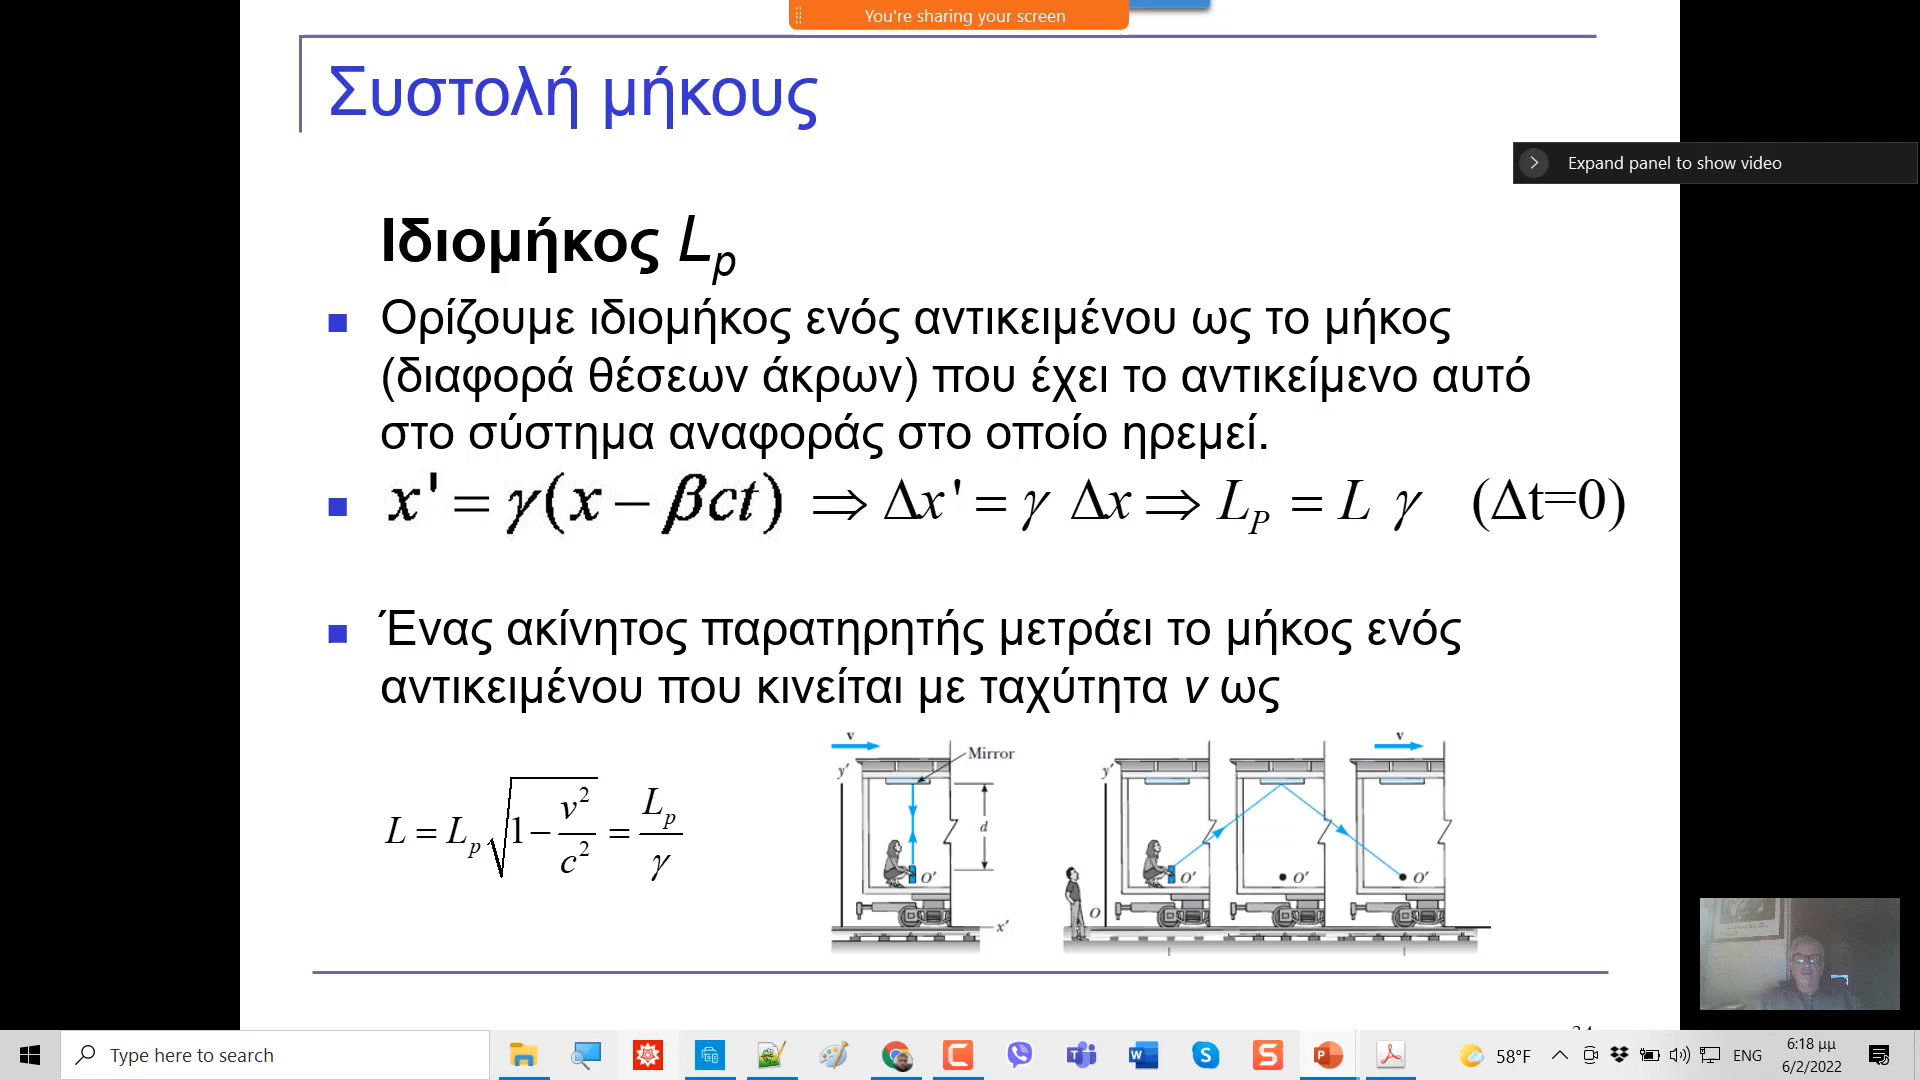 You're sharing your screen
Συστολή μήκους
Expand panel to show video
Ιδιομήκος Lp
Ορίζουμε ιδιομήκος ενός αντικειμένου ως το μήκος
(διαφορά θέσεων άκρων) που έχει το αντικείμενο αυτό
στο σύστημα αναφοράς στο οποίο ηρεμεί.
x' = γ(x − βct) ⇒ Δx' = γ Δx ⇒ L_P = L γ (Δt=0)
Ένας ακίνητος παρατηρητής μετράει το μήκος ενός
αντικειμένου που κινείται με ταχύτητα v ως
L = L_p √(1 − v²/c²) = L_p/γ
v
Mirror
y'
d
O'
x'
v
y'
O
O'
O'
O'
Type here to search
58°F
ENG
6:18 μμ
6/2/2022